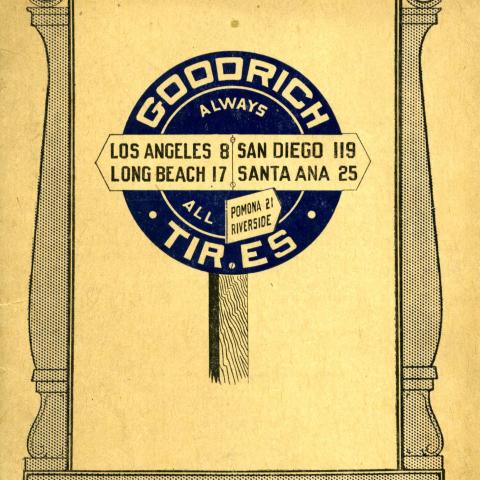 GOODRICH
ALWAYS
LOS ANGELES 8 SAN DIEGO 119
LONG BEACH 17 SANTA ANA 25
ALL
POMONA 21
RIVERSIDE
TIRES